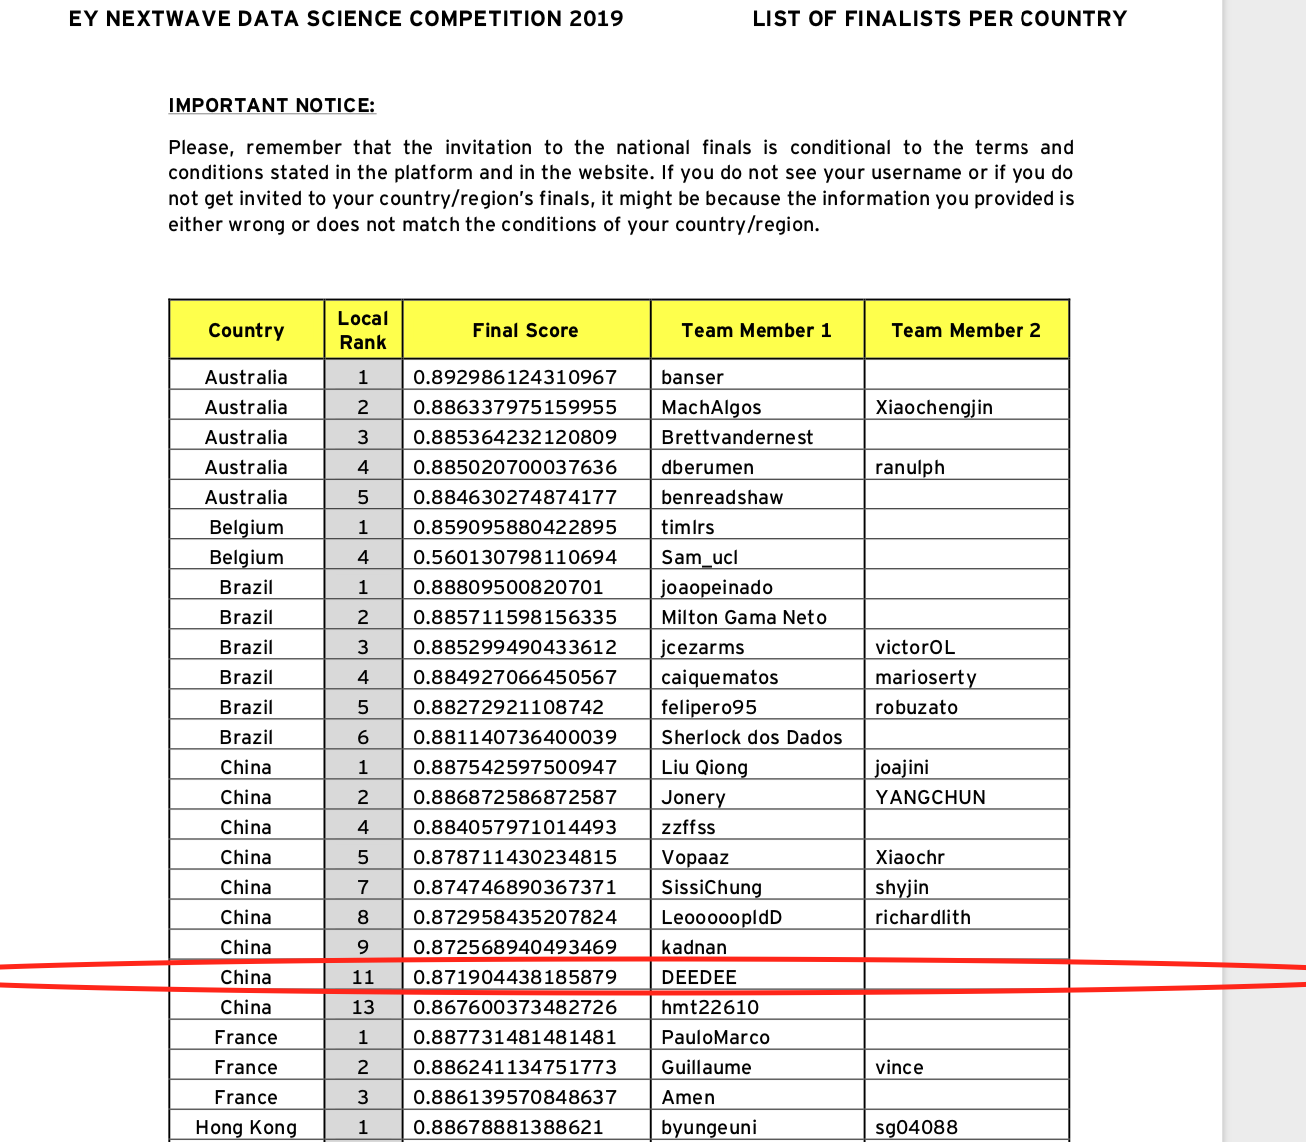 EY NEXTWAVE DATA SCIENCE COMPETITION 2019 LIST OF FINALISTS PER COUNTRY
IMPORTANT NOTICE:
Please, remember that the invitation to the national finals is conditional to the terms and
conditions stated in the platform and in the website. If you do not see your username or if you do
not get invited to your country/region's finals, it might be because the information you provided is
either wrong or does not match the conditions of your country/region.
Country Local Rank Final Score Team Member 1 Team Member 2
Australia 1 0.892986124310967 banser
Australia 2 0.886337975159955 MachAlgos Xiaochengjin
Australia 3 0.885364232120809 Brettvandernest
Australia 4 0.885020700037636 dberumen ranulph
Australia 5 0.884630274874177 benreadshaw
Belgium 1 0.859095880422895 timlrs
Belgium 4 0.560130798110694 Sam_ucl
Brazil 1 0.88809500820701 joaopeinado
Brazil 2 0.885711598156335 Milton Gama Neto
Brazil 3 0.885299490433612 jcezarms victorOL
Brazil 4 0.884927066450567 caiquematos marioserty
Brazil 5 0.88272921108742 felipero95 robuzato
Brazil 6 0.881140736400039 Sherlock dos Dados
China 1 0.887542597500947 Liu Qiong joajini
China 2 0.886872586872587 Jonery YANGCHUN
China 4 0.884057971014493 zzffss
China 5 0.878711430234815 Vopaaz Xiaochr
China 7 0.874746890367371 SissiChung shyjin
China 8 0.872958435207824 LeooooopldD richardlith
China 9 0.872568940493469 kadnan
China 11 0.871904438185879 DEEDEE
China 13 0.867600373482726 hmt22610
France 1 0.887731481481481 PauloMarco
France 2 0.886241134751773 Guillaume vince
France 3 0.886139570848637 Amen
Hong Kong 1 0.88678881388621 byungeuni sg04088